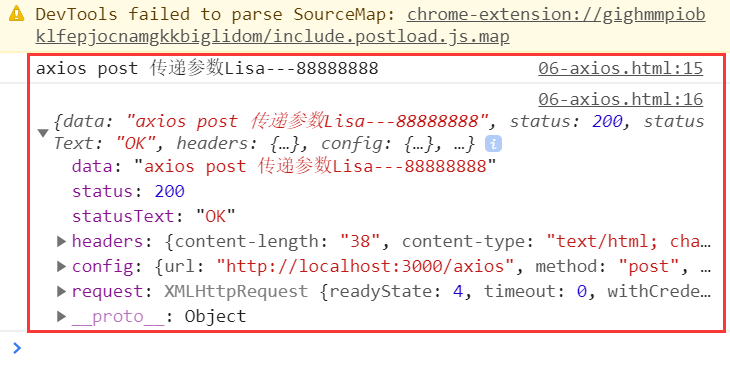 DevTools failed to parse SourceMap: chrome-extension://gighmmpiob
klfepjocnamgkkbiglidom/include.postload.js.map
axios post 传递参数Lisa---88888888 06-axios.html:15
06-axios.html:16
{data: "axios post 传递参数Lisa---88888888", status: 200, status
Text: "OK", headers: {…}, config: {…}, …} i
data: "axios post 传递参数Lisa---88888888"
status: 200
statusText: "OK"
headers: {content-length: "38", content-type: "text/html; cha…
config: {url: "http://localhost:3000/axios", method: "post", …
request: XMLHttpRequest {readyState: 4, timeout: 0, withCrede…
__proto__: Object